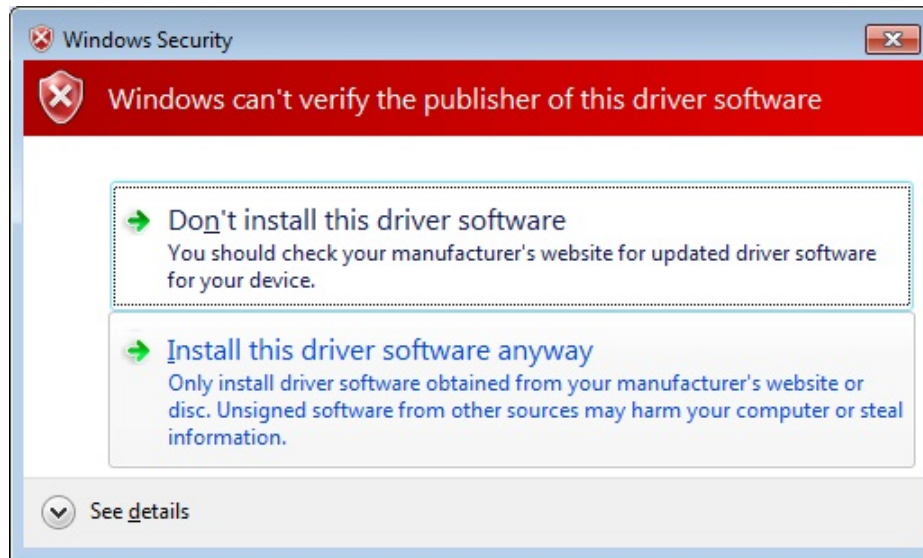 Windows Security
Windows can't verify the publisher of this driver software
Don't install this driver software
You should check your manufacturer's website for updated driver software
for your device.
Install this driver software anyway
Only install driver software obtained from your manufacturer's website or
disc. Unsigned software from other sources may harm your computer or steal
information.
See details